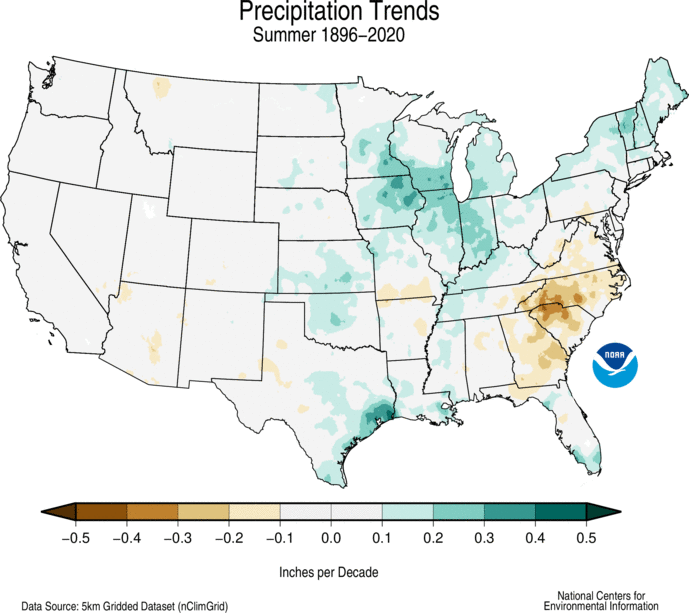 Precipitation Trends
Summer 1896–2020
NOAA
−0.5 −0.4 −0.3 −0.2 −0.1 0.0 0.1 0.2 0.3 0.4 0.5
Inches per Decade
Data Source: 5km Gridded Dataset (nClimGrid)
National Centers for
Environmental Information